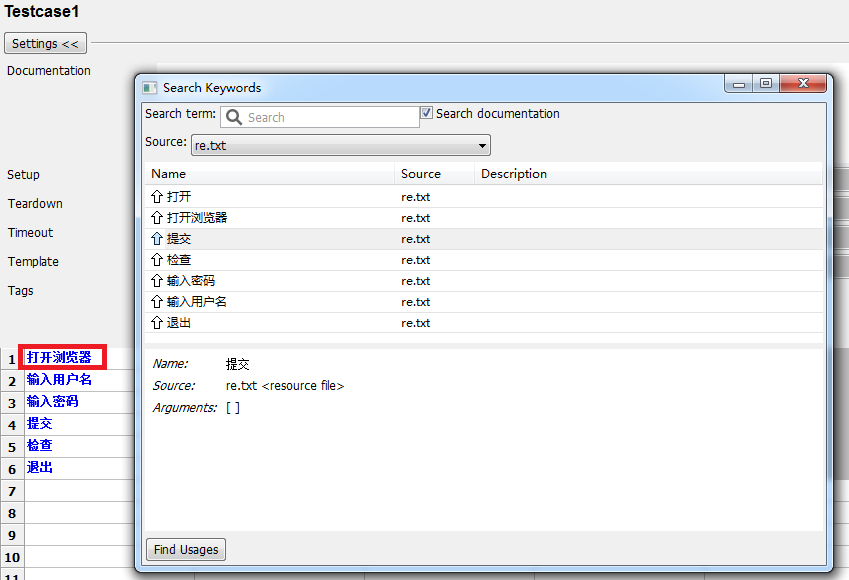 Testcase1
Settings <<
Documentation
Setup
Teardown
Timeout
Template
Tags
1 打开浏览器
2 输入用户名
3 输入密码
4 提交
5 检查
6 退出
7
8
9
10
11
Search Keywords
Search term: Search Search documentation
Source: re.txt
Name Source Description
打开 re.txt
打开浏览器 re.txt
提交 re.txt
检查 re.txt
输入密码 re.txt
输入用户名 re.txt
退出 re.txt
Name: 提交
Source: re.txt <resource file>
Arguments: [ ]
Find Usages